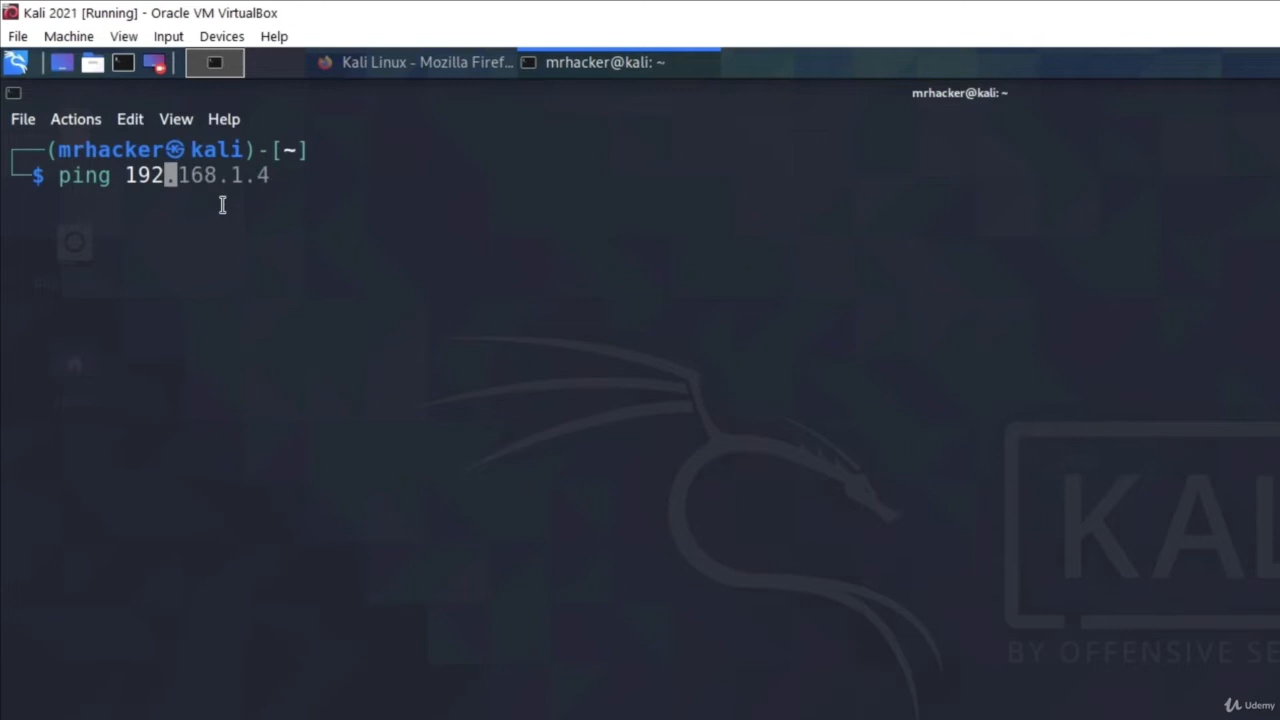 Kali 2021 [Running] - Oracle VM VirtualBox
File Machine View Input Devices Help
Kali Linux - Mozilla Firef... mrhacker@kali: ~
mrhacker@kali: ~
File Actions Edit View Help
┌──(mrhacker㉿kali)-[~]
└─$ ping 192.168.1.4
KAL
BY OFFENSIVE SE
Udemy